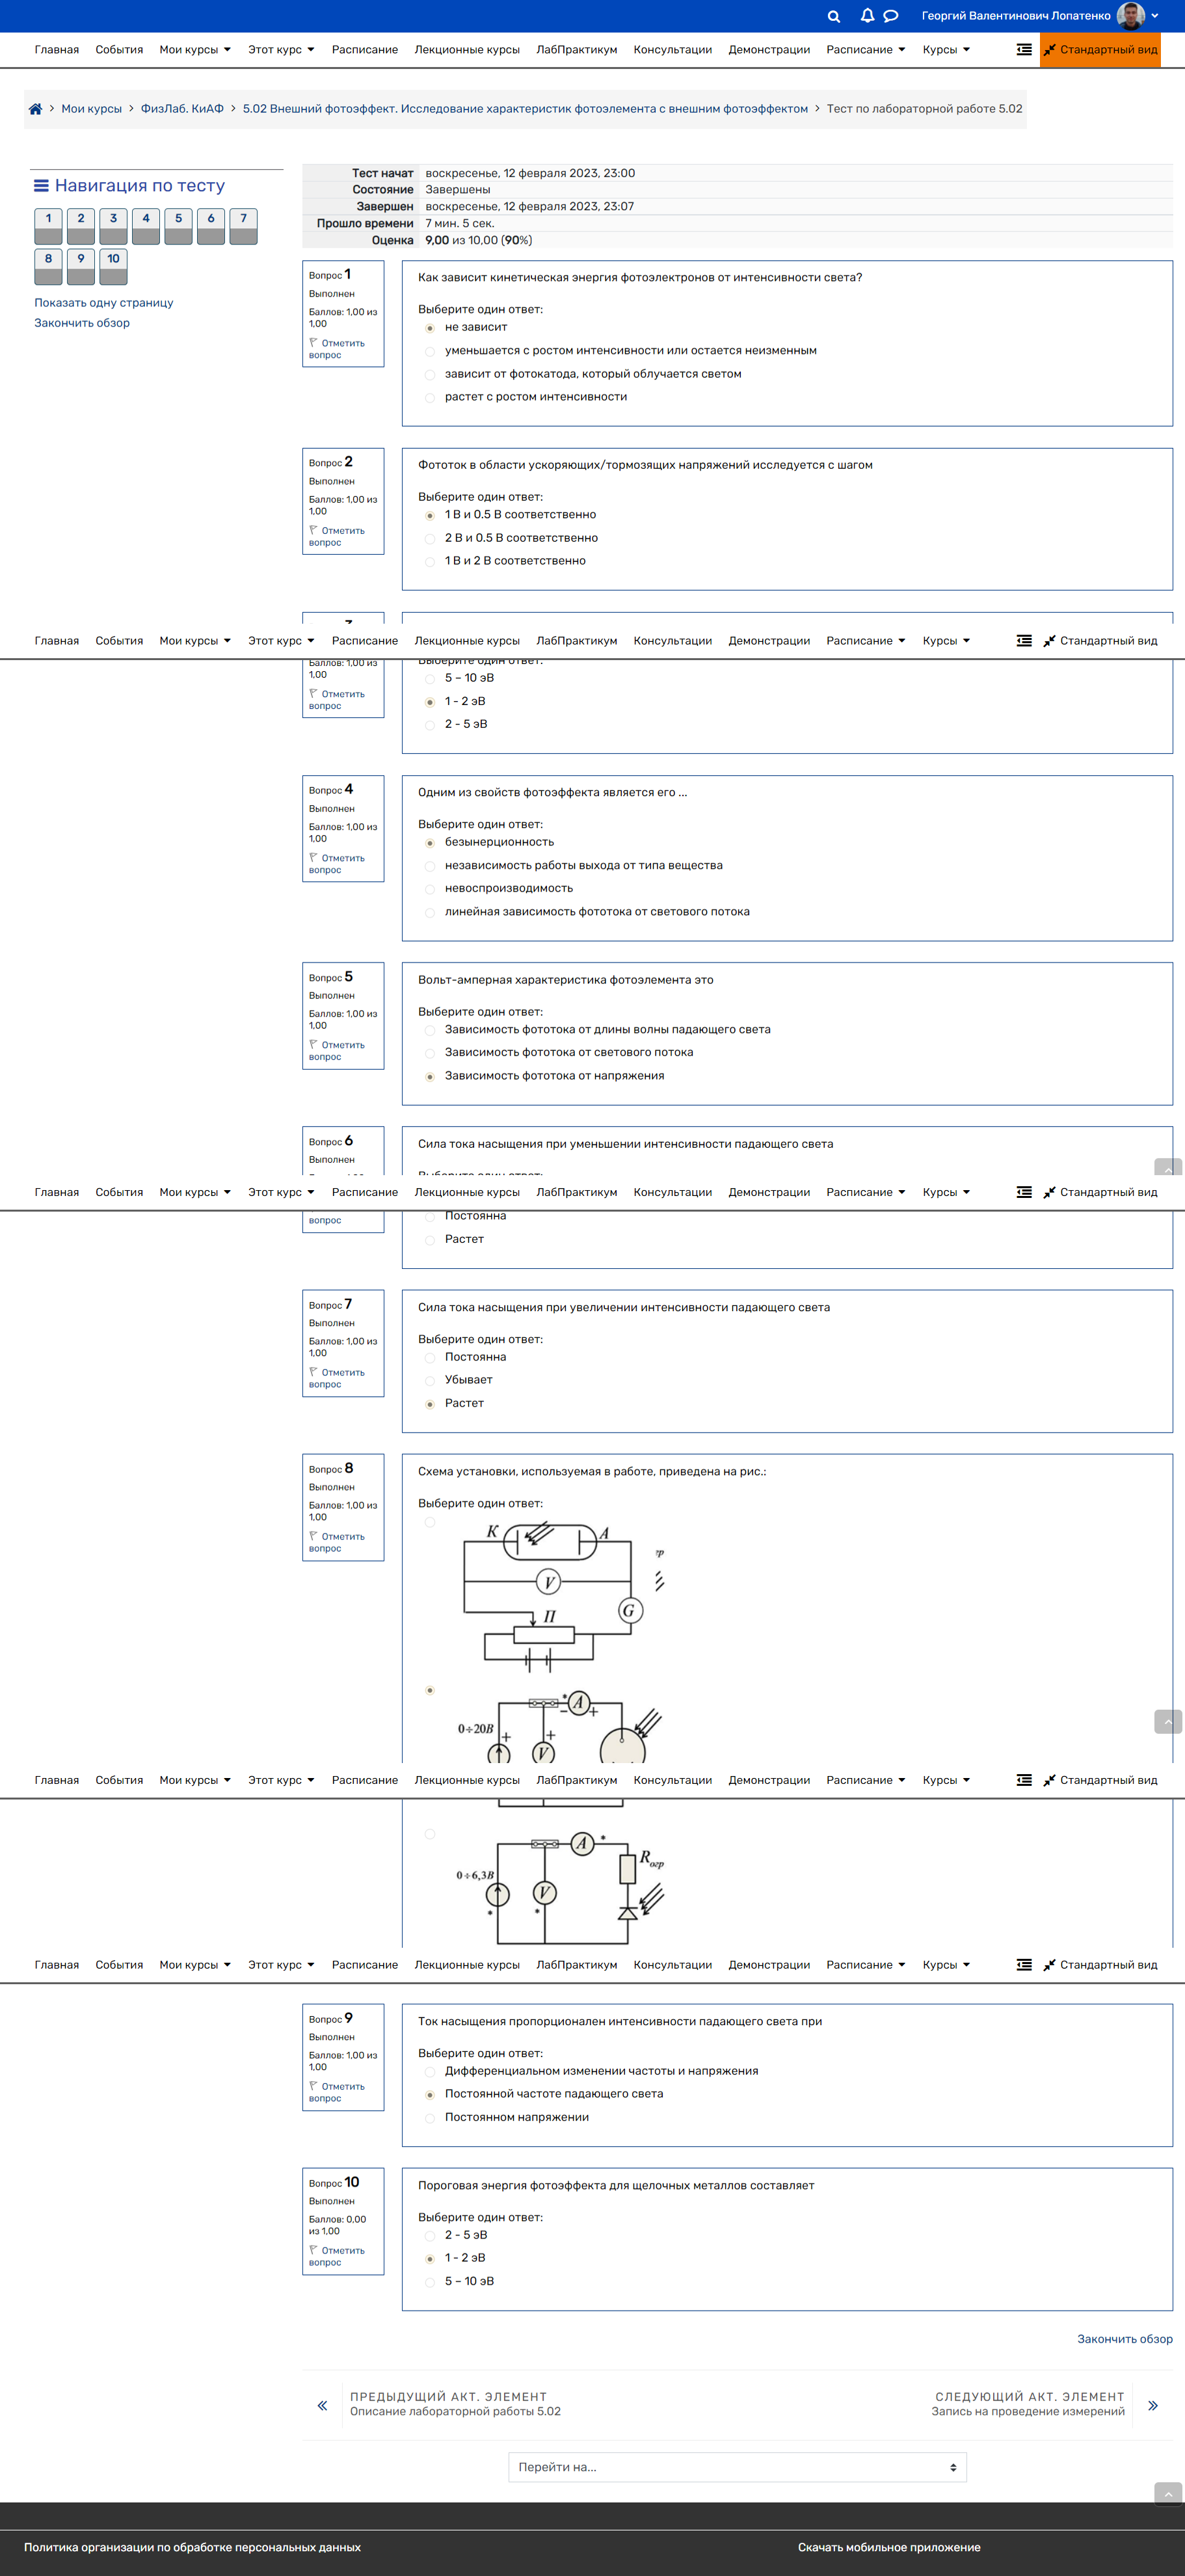 Георгий Валентинович Лопатенко
Главная События Мои курсы Этот курс Расписание Лекционные курсы ЛабПрактикум Консультации Демонстрации Расписание Курсы Стандартный вид
Мои курсы > ФизЛаб. КиАФ > 5.02 Внешний фотоэффект. Исследование характеристик фотоэлемента с внешним фотоэффектом > Тест по лабораторной работе 5.02
Навигация по тесту
1 2 3 4 5 6 7
8 9 10
Показать одну страницу
Закончить обзор
Тест начат воскресенье, 12 февраля 2023, 23:00
Состояние Завершены
Завершен воскресенье, 12 февраля 2023, 23:07
Прошло времени 7 мин. 5 сек.
Оценка 9,00 из 10,00 (90%)
Вопрос 1
Выполнен
Баллов: 1,00 из
1,00
Отметить
вопрос
Как зависит кинетическая энергия фотоэлектронов от интенсивности света?
Выберите один ответ:
не зависит
уменьшается с ростом интенсивности или остается неизменным
зависит от фотокатода, который облучается светом
растет с ростом интенсивности
Вопрос 2
Выполнен
Баллов: 1,00 из
1,00
Отметить
вопрос
Фототок в области ускоряющих/тормозящих напряжений исследуется с шагом
Выберите один ответ:
1 В и 0.5 В соответственно
2 В и 0.5 В соответственно
1 В и 2 В соответственно
Главная События Мои курсы Этот курс Расписание Лекционные курсы ЛабПрактикум Консультации Демонстрации Расписание Курсы Стандартный вид
Баллов: 1,00 из
1,00
Отметить
вопрос
Выберите один ответ:
5 – 10 эВ
1 - 2 эВ
2 - 5 эВ
Вопрос 4
Выполнен
Баллов: 1,00 из
1,00
Отметить
вопрос
Одним из свойств фотоэффекта является его ...
Выберите один ответ:
безынерционность
независимость работы выхода от типа вещества
невоспроизводимость
линейная зависимость фототока от светового потока
Вопрос 5
Выполнен
Баллов: 1,00 из
1,00
Отметить
вопрос
Вольт-амперная характеристика фотоэлемента это
Выберите один ответ:
Зависимость фототока от длины волны падающего света
Зависимость фототока от светового потока
Зависимость фототока от напряжения
Вопрос 6
Выполнен
Сила тока насыщения при уменьшении интенсивности падающего света
Выберите один ответ:
Главная События Мои курсы Этот курс Расписание Лекционные курсы ЛабПрактикум Консультации Демонстрации Расписание Курсы Стандартный вид
вопрос
Постоянна
Растет
Вопрос 7
Выполнен
Баллов: 1,00 из
1,00
Отметить
вопрос
Сила тока насыщения при увеличении интенсивности падающего света
Выберите один ответ:
Постоянна
Убывает
Растет
Вопрос 8
Выполнен
Баллов: 1,00 из
1,00
Отметить
вопрос
Схема установки, используемая в работе, приведена на рис.:
Выберите один ответ:
K A
гр
V
G
П
* A
– +
0÷20В
+ +
V
Главная События Мои курсы Этот курс Расписание Лекционные курсы ЛабПрактикум Консультации Демонстрации Расписание Курсы Стандартный вид
A *
Rогр
0÷6,3В
V
* *
Главная События Мои курсы Этот курс Расписание Лекционные курсы ЛабПрактикум Консультации Демонстрации Расписание Курсы Стандартный вид
Вопрос 9
Выполнен
Баллов: 1,00 из
1,00
Отметить
вопрос
Ток насыщения пропорционален интенсивности падающего света при
Выберите один ответ:
Дифференциальном изменении частоты и напряжения
Постоянной частоте падающего света
Постоянном напряжении
Вопрос 10
Выполнен
Баллов: 0,00
из 1,00
Отметить
вопрос
Пороговая энергия фотоэффекта для щелочных металлов составляет
Выберите один ответ:
2 - 5 эВ
1 - 2 эВ
5 – 10 эВ
Закончить обзор
ПРЕДЫДУЩИЙ АКТ. ЭЛЕМЕНТ
Описание лабораторной работы 5.02
СЛЕДУЮЩИЙ АКТ. ЭЛЕМЕНТ
Запись на проведение измерений
Перейти на...
Политика организации по обработке персональных данных
Скачать мобильное приложение